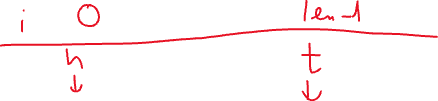 i 0 len-1
h t
↓ ↓